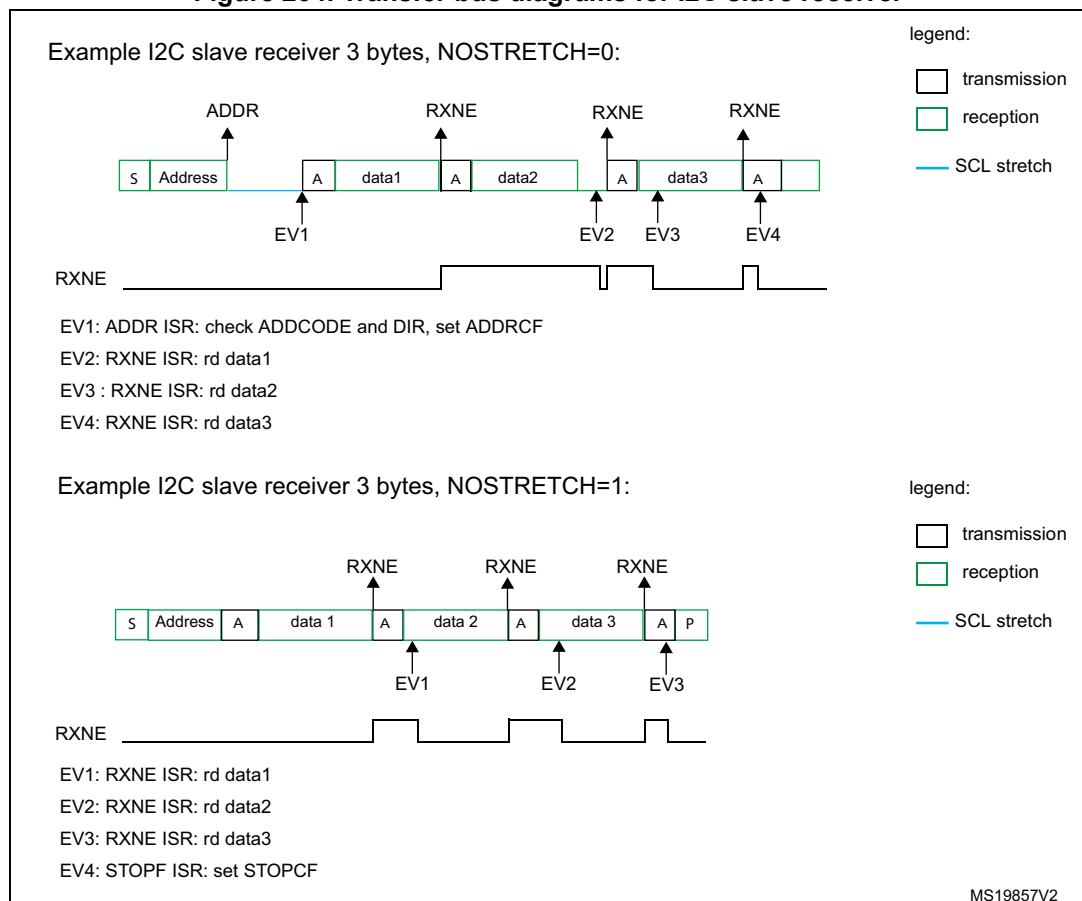 Example I2C slave receiver 3 bytes, NOSTRETCH=0:
legend:
transmission
reception
SCL stretch
ADDR RXNE RXNE RXNE
S Address A data1 A data2 A data3 A
EV1 EV2 EV3 EV4
RXNE
EV1: ADDR ISR: check ADDCODE and DIR, set ADDRCF
EV2: RXNE ISR: rd data1
EV3 : RXNE ISR: rd data2
EV4: RXNE ISR: rd data3
Example I2C slave receiver 3 bytes, NOSTRETCH=1:
legend:
transmission
reception
SCL stretch
RXNE RXNE RXNE
S Address A data 1 A data 2 A data 3 A P
EV1 EV2 EV3
RXNE
EV1: RXNE ISR: rd data1
EV2: RXNE ISR: rd data2
EV3: RXNE ISR: rd data3
EV4: STOPF ISR: set STOPCF
MS19857V2